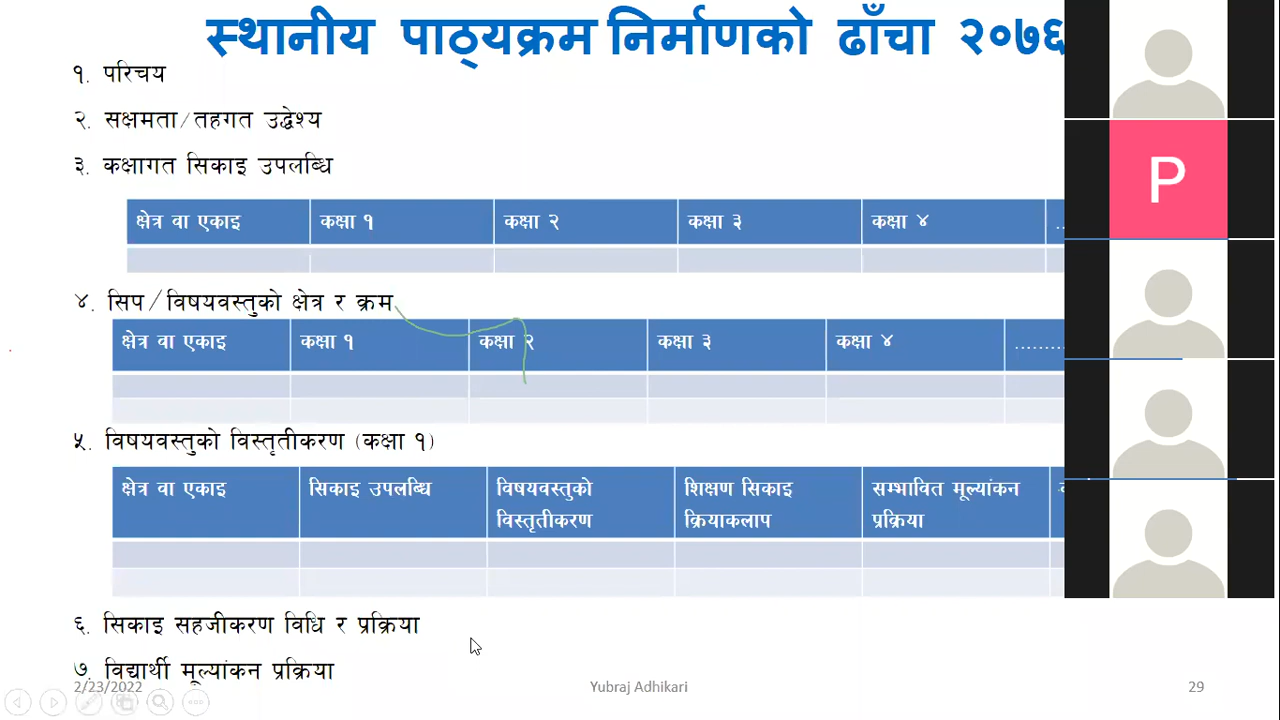 स्थानीय पाठ्यक्रम निर्माणको ढाँचा २०७६
१. परिचय
२. सक्षमता/तहगत उद्धेश्य
३. कक्षागत सिकाइ उपलब्धि
क्षेत्र वा एकाइ कक्षा १ कक्षा २ कक्षा ३ कक्षा ४ ..
४. सिप/विषयवस्तुको क्षेत्र र क्रम
क्षेत्र वा एकाइ कक्षा १ कक्षा २ कक्षा ३ कक्षा ४ .........
५. विषयवस्तुको विस्तृतीकरण (कक्षा १)
क्षेत्र वा एकाइ सिकाइ उपलब्धि विषयवस्तुको शिक्षण सिकाइ सम्भावित मूल्यांकन
विस्तृतीकरण क्रियाकलाप प्रक्रिया
६. सिकाइ सहजीकरण विधि र प्रक्रिया
७. विद्यार्थी मूल्यांकन प्रक्रिया
2/23/2022 Yubraj Adhikari 29
P